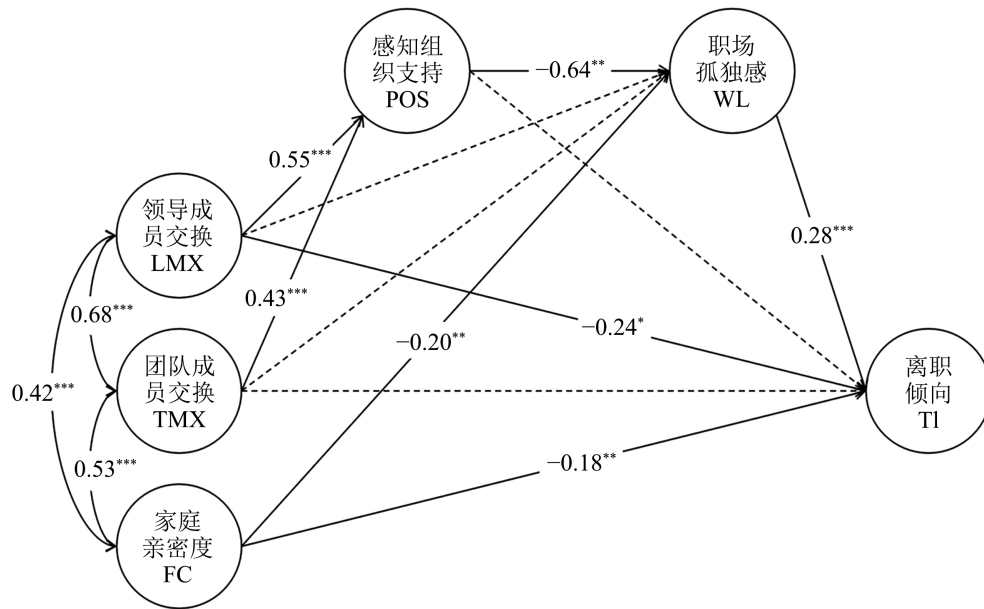 感知组
织支持
POS
−0.64**
职场
孤独感
WL
0.55***
领导成
员交换
LMX
0.28***
0.43***
0.68***
−0.24*
−0.20**
团队成
员交换
TMX
离职
倾向
Tl
0.42***
0.53***
−0.18**
家庭
亲密度
FC